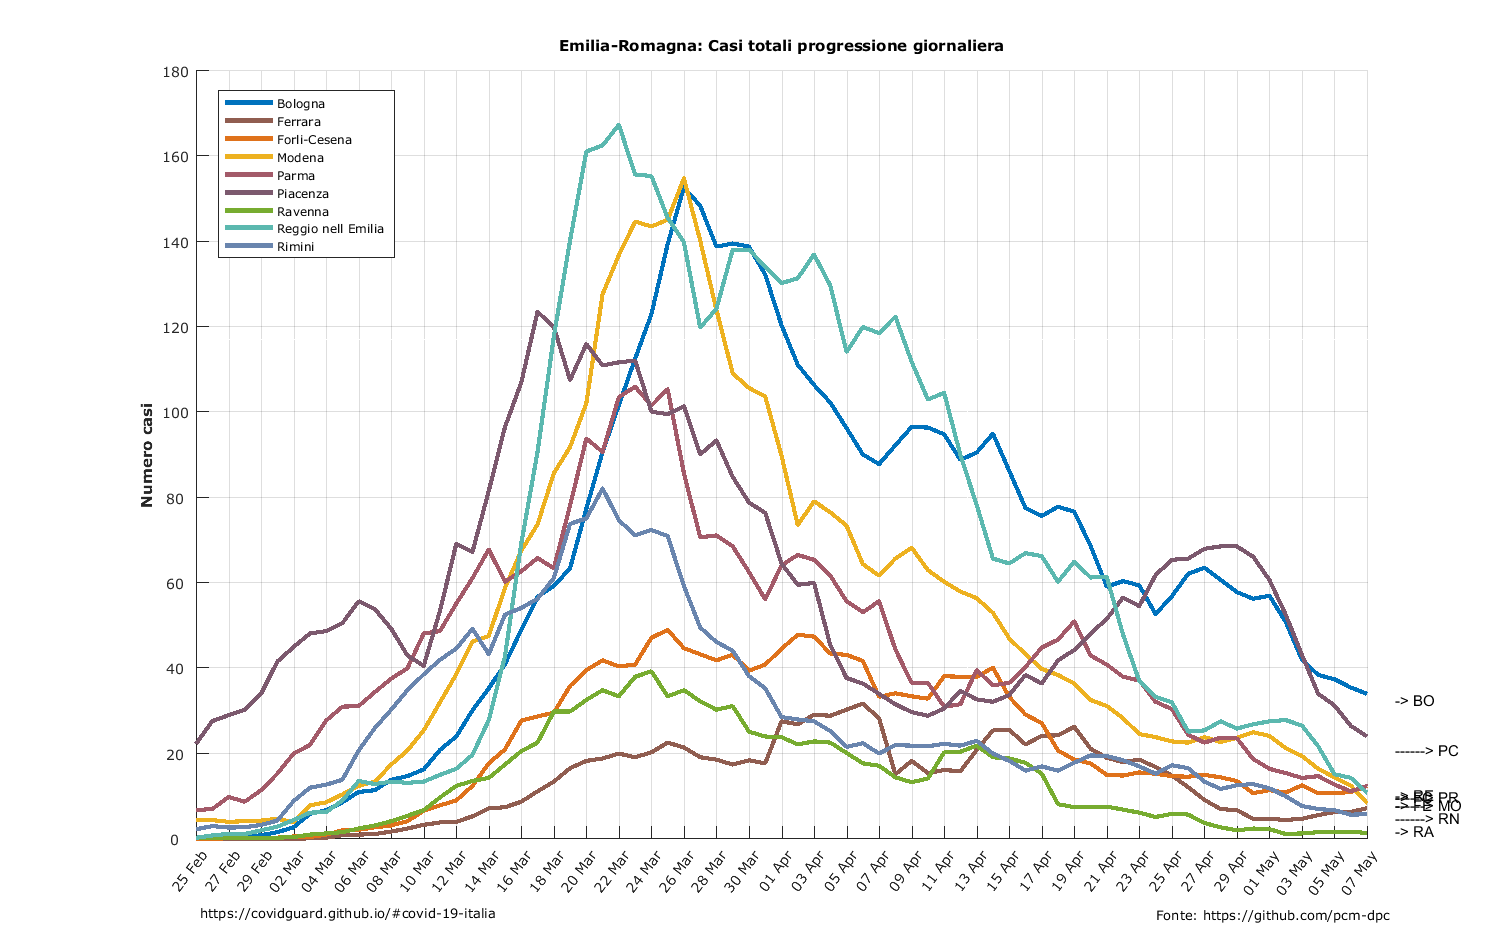 Emilia-Romagna: Casi totali progressione giornaliera
180
160
140
120
100
80
60
40
20
0
Numero casi
Bologna
Ferrara
Forli-Cesena
Modena
Parma
Piacenza
Ravenna
Reggio nell Emilia
Rimini
-> BO
------> PC
PR
MO
------> RN
-> RA
25 Feb
27 Feb
29 Feb
02 Mar
04 Mar
06 Mar
08 Mar
10 Mar
12 Mar
14 Mar
16 Mar
18 Mar
20 Mar
22 Mar
24 Mar
26 Mar
28 Mar
30 Mar
01 Apr
03 Apr
05 Apr
07 Apr
09 Apr
11 Apr
13 Apr
15 Apr
17 Apr
19 Apr
21 Apr
23 Apr
25 Apr
27 Apr
29 Apr
01 May
03 May
05 May
07 May
https://covidguard.github.io/#covid-19-italia
Fonte: https://github.com/pcm-dpc